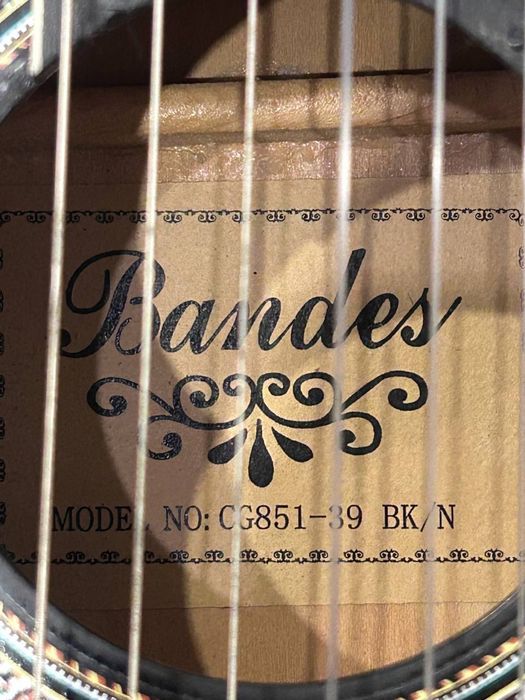 Bandes
MODEL NO: CG851-39 BK/N